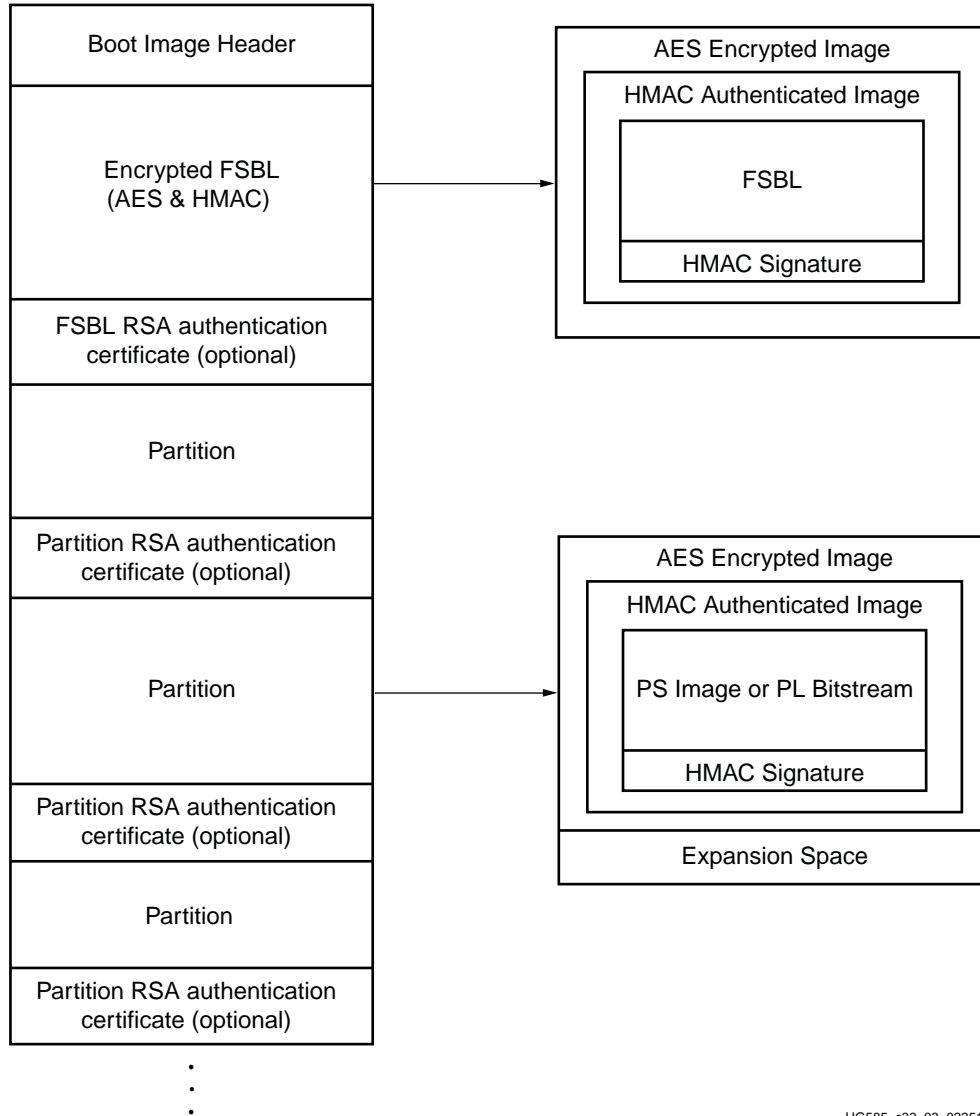 Boot Image Header
Encrypted FSBL
(AES & HMAC)
FSBL RSA authentication
certificate (optional)
Partition
Partition RSA authentication
certificate (optional)
Partition
Partition RSA authentication
certificate (optional)
Partition
Partition RSA authentication
certificate (optional)
AES Encrypted Image
HMAC Authenticated Image
FSBL
HMAC Signature
AES Encrypted Image
HMAC Authenticated Image
PS Image or PL Bitstream
HMAC Signature
Expansion Space